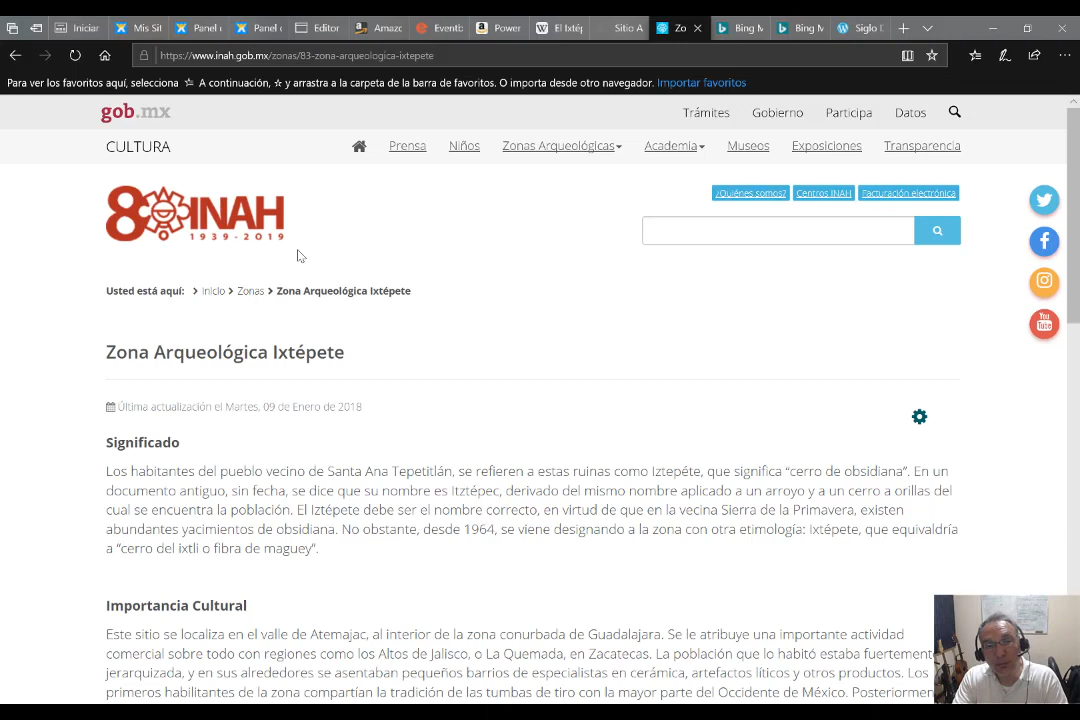 Iniciar
Mis Sit
Panel c
Panel c
Editor
Amazo
Eventb
Power
El Ixté
Sitio A
Zo
Bing M
Bing M
Siglo I
https://www.inah.gob.mx/zonas/83-zona-arqueologica-ixtepete
Para ver los favoritos aquí, selecciona A continuación, y arrastra a la carpeta de la barra de favoritos. O importa desde otro navegador. Importar favoritos
gob.mx
Trámites Gobierno Participa Datos
CULTURA
Prensa Niños Zonas Arqueológicas Academia Museos Exposiciones Transparencia
80 INAH
1939-2019
¿Quiénes somos? Centros INAH Facturación electrónica
You Tube
Usted está aquí: Inicio Zonas Zona Arqueológica Ixtépete
Zona Arqueológica Ixtépete
Última actualización el Martes, 09 de Enero de 2018
Significado
Los habitantes del pueblo vecino de Santa Ana Tepetitlán, se refieren a estas ruinas como Iztepéte, que significa “cerro de obsidiana”. En un
documento antiguo, sin fecha, se dice que su nombre es Itztépec, derivado del mismo nombre aplicado a un arroyo y a un cerro a orillas del
cual se encuentra la población. El Iztépete debe ser el nombre correcto, en virtud de que en la vecina Sierra de la Primavera, existen
abundantes yacimientos de obsidiana. No obstante, desde 1964, se viene designando a la zona con otra etimología: Ixtépete, que equivaldría
a “cerro del ixtli o fibra de maguey”.
Importancia Cultural
Este sitio se localiza en el valle de Atemajac, al interior de la zona conurbada de Guadalajara. Se le atribuye una importante actividad
comercial sobre todo con regiones como los Altos de Jalisco, o La Quemada, en Zacatecas. La población que lo habitó estaba fuertement
jerarquizada, y en sus alrededores se asentaban pequeños barrios de especialistas en cerámica, artefactos líticos y otros productos. Los
primeros habitantes de la zona compartían la tradición de las tumbas de tiro con la mayor parte del Occidente de México. Posteriormen